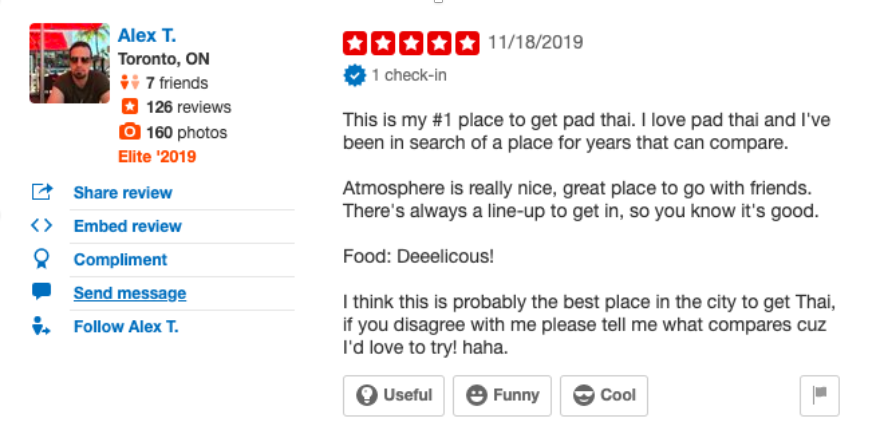 Alex T.
Toronto, ON
7 friends
126 reviews
160 photos
Elite '2019
Share review
Embed review
Compliment
Send message
Follow Alex T.
11/18/2019
1 check-in
This is my #1 place to get pad thai. I love pad thai and I've
been in search of a place for years that can compare.
Atmosphere is really nice, great place to go with friends.
There's always a line-up to get in, so you know it's good.
Food: Deeelicous!
I think this is probably the best place in the city to get Thai,
if you disagree with me please tell me what compares cuz
I'd love to try! haha.
Useful
Funny
Cool